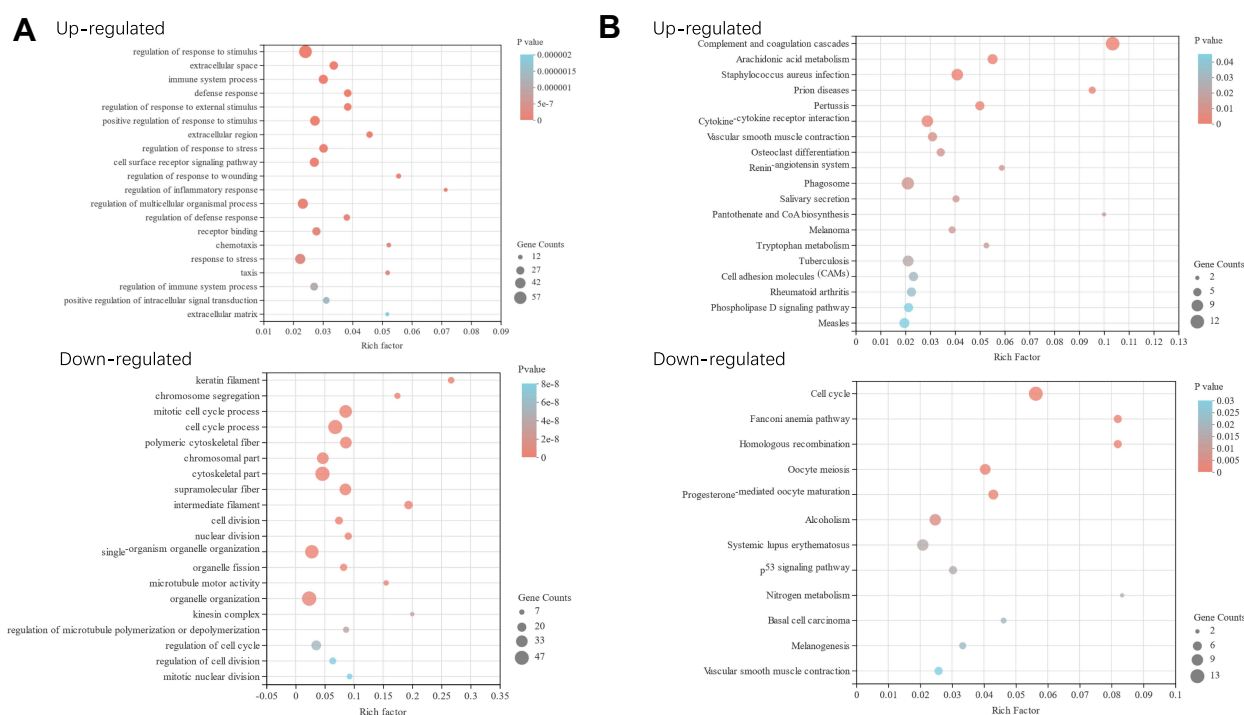 A
Up-regulated
regulation of response to stimulus
extracellular space
immune system process
defense response
regulation of response to external stimulus
positive regulation of response to stimulus
extracellular region
regulation of response to stress
cell surface receptor signaling pathway
regulation of response to wounding
regulation of inflammatory response
regulation of multicellular organismal process
regulation of defense response
receptor binding
chemotaxis
response to stress
taxis
regulation of immune system process
positive regulation of intracellular signal transduction
extracellular matrix
0.01 0.02 0.03 0.04 0.05 0.06 0.07 0.08 0.09
Rich factor
P value
0.000002
0.0000015
0.000001
5e-7
0
Gene Counts
12
27
42
57
Down-regulated
keratin filament
chromosome segregation
mitotic cell cycle process
cell cycle process
polymeric cytoskeletal fiber
chromosomal part
cytoskeletal part
supramolecular fiber
intermediate filament
cell division
nuclear division
single-organism organelle organization
organelle fission
microtubule motor activity
organelle organization
kinesin complex
regulation of microtubule polymerization or depolymerization
regulation of cell cycle
regulation of cell division
mitotic nuclear division
-0.05 0 0.05 0.1 0.15 0.2 0.25 0.3 0.35
Rich factor
Pvalue
8e-8
6e-8
4e-8
2e-8
0
Gene Counts
7
20
33
47
B
Up-regulated
Complement and coagulation cascades
Arachidonic acid metabolism
Staphylococcus aureus infection
Prion diseases
Pertussis
Cytokine-cytokine receptor interaction
Vascular smooth muscle contraction
Osteoclast differentiation
Renin-angiotensin system
Phagosome
Salivary secretion
Pantothenate and CoA biosynthesis
Melanoma
Tryptophan metabolism
Tuberculosis
Cell adhesion molecules (CAMs)
Rheumatoid arthritis
Phospholipase D signaling pathway
Measles
0 0.01 0.02 0.03 0.04 0.05 0.06 0.07 0.08 0.09 0.1 0.11 0.12 0.13
Rich Factor
P value
0.04
0.03
0.02
0.01
0
Gene Counts
2
5
9
12
Down-regulated
Cell cycle
Fanconi anemia pathway
Homologous recombination
Oocyte meiosis
Progesterone-mediated oocyte maturation
Alcoholism
Systemic lupus erythematosus
p53 signaling pathway
Nitrogen metabolism
Basal cell carcinoma
Melanogenesis
Vascular smooth muscle contraction
0 0.01 0.02 0.03 0.04 0.05 0.06 0.07 0.08 0.09 0.1
Rich Factor
P value
0.03
0.025
0.02
0.015
0.01
0.005
0
Gene Counts
2
6
9
13